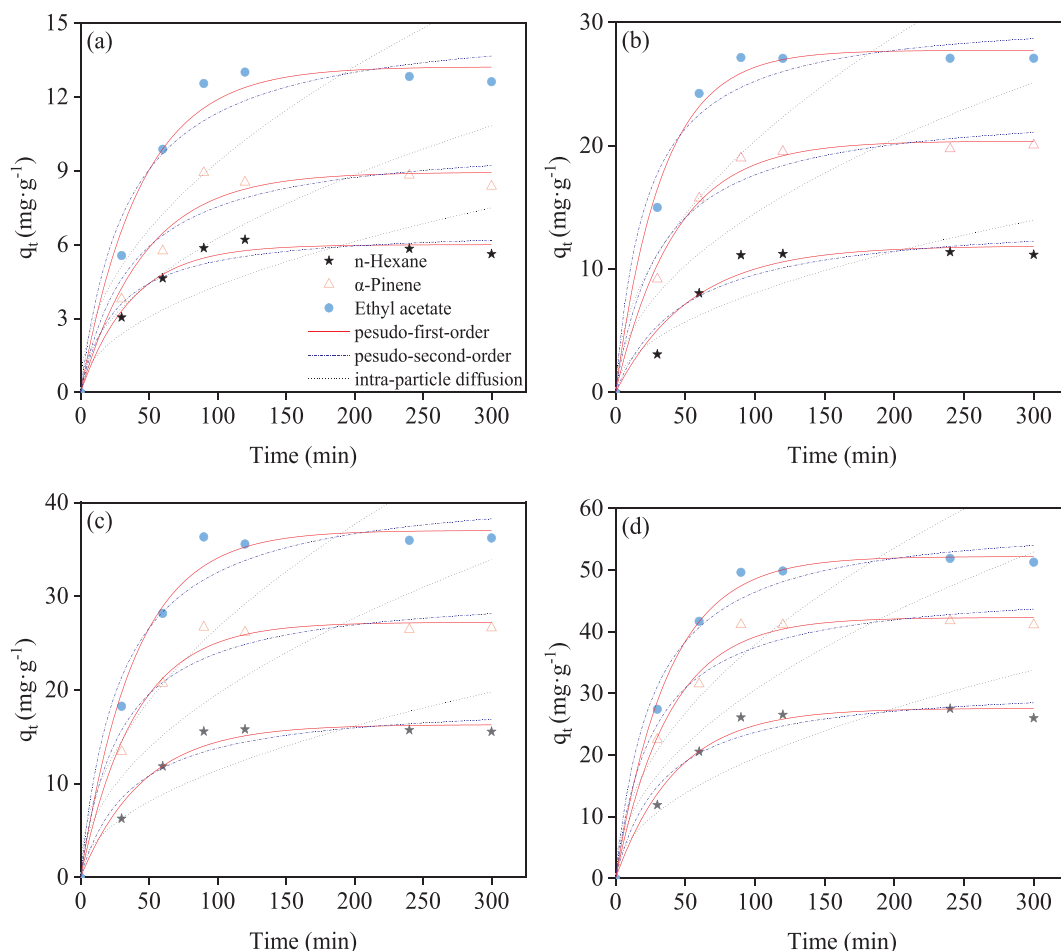 (a)
15
12
9
6
3
0
qt (mg·g-1)
n-Hexane
α-Pinene
Ethyl acetate
pesudo-first-order
pesudo-second-order
intra-particle diffusion
0 50 100 150 200 250 300
Time (min)
(b)
30
20
10
0
qt (mg·g-1)
0 50 100 150 200 250 300
Time (min)
(c)
40
30
20
10
0
qt (mg·g-1)
0 50 100 150 200 250 300
Time (min)
(d)
60
50
40
30
20
10
0
qt (mg·g-1)
0 50 100 150 200 250 300
Time (min)